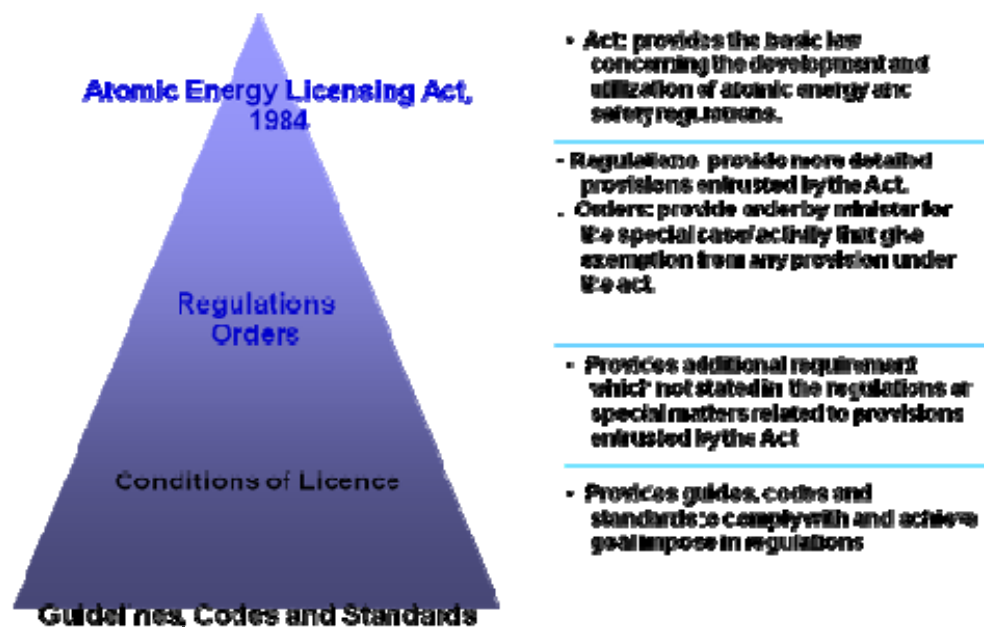 Atomic Energy Licensing Act,
1984
Regulations
Orders
Conditions of Licence
Guidelines, Codes and Standards
• Act: provides the basic law
concerning the development and
utilization of atomic energy and
safety regulations.
- Regulations provide more detailed
provisions entrusted by the Act.
. Orders: provide order by minister for
the special case/activity that give
exemption from any provision under
the act.
• Provides additional requirement
which not stated in the regulations or
special matters related to provisions
entrusted by the Act
• Provides guides, codes and
standards to comply with and achieve
goal impose in regulations